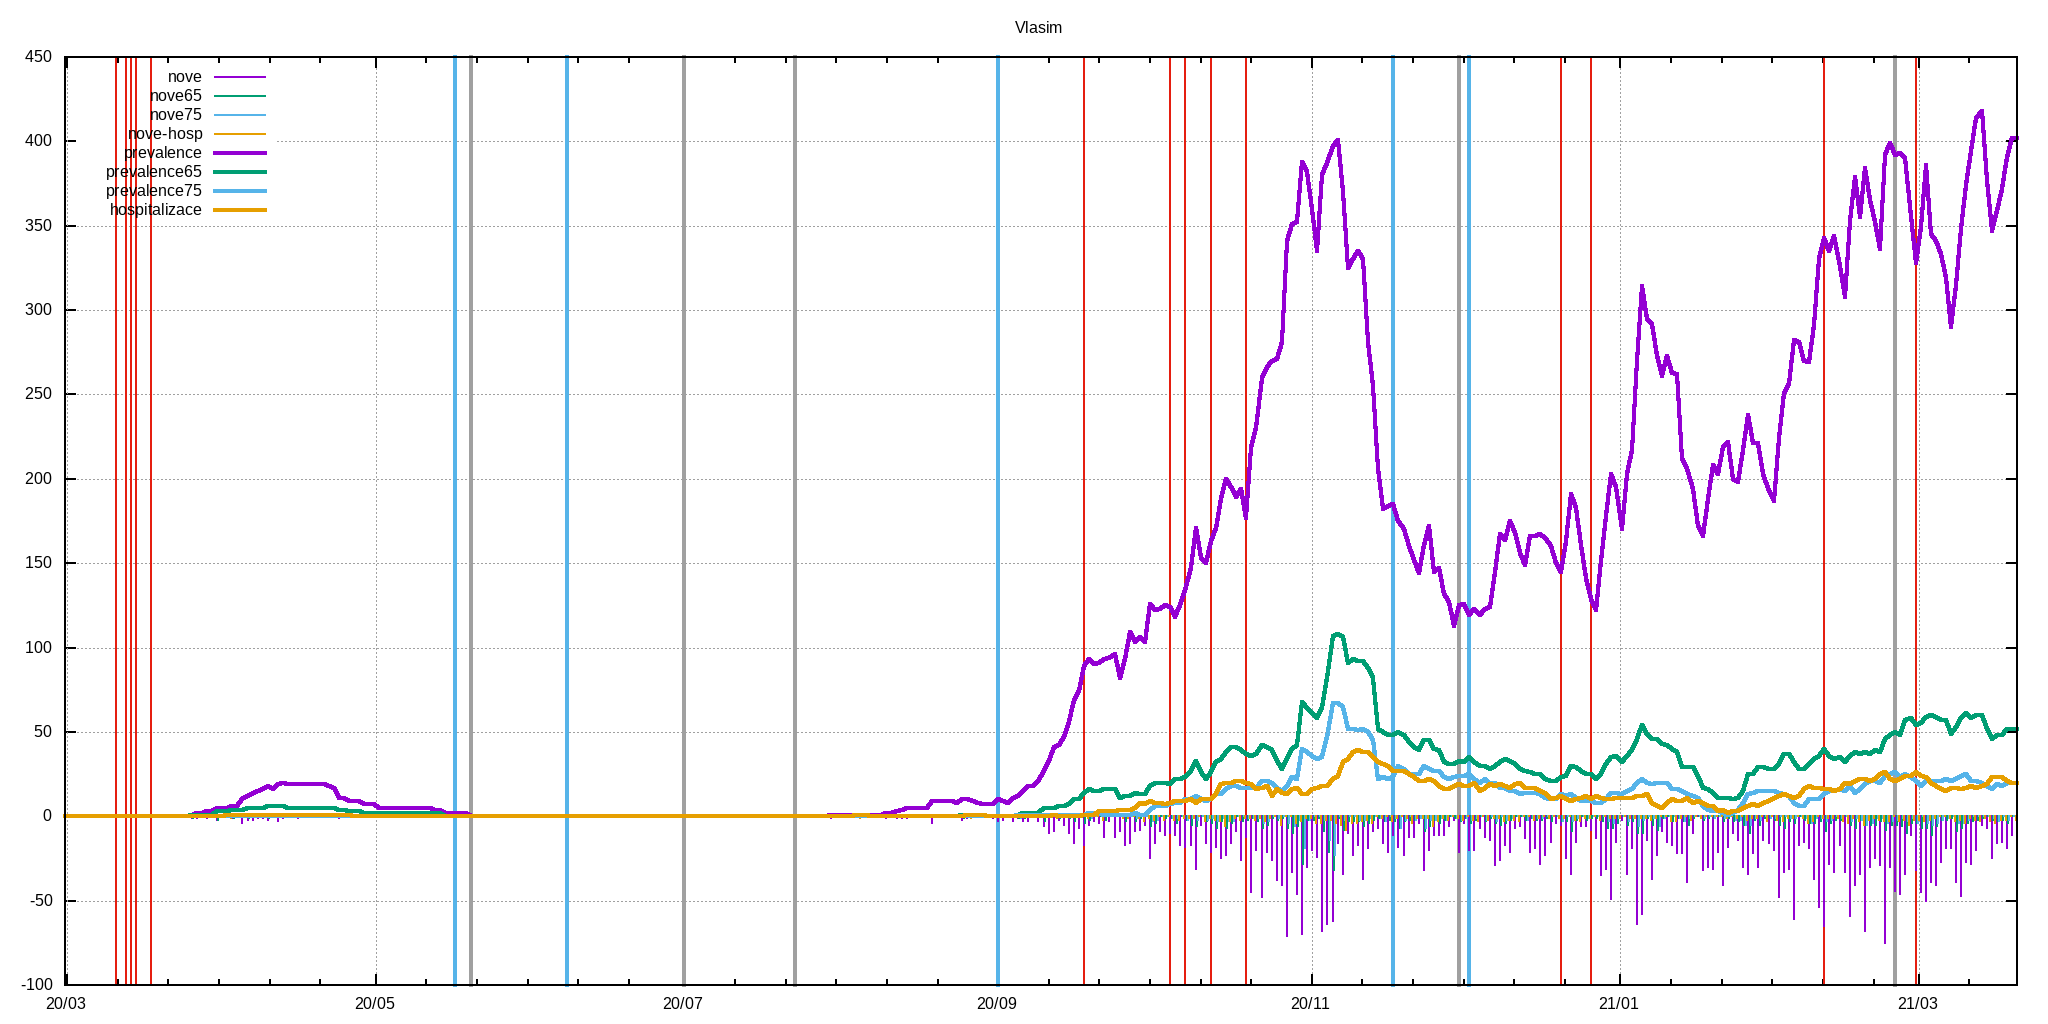 Vlasim
450
400
350
300
250
200
150
100
50
0
-50
-100
nove
nove65
nove75
nove-hosp
prevalence
prevalence65
prevalence75
hospitalizace
20/03 20/05 20/07 20/09 20/11 21/01 21/03